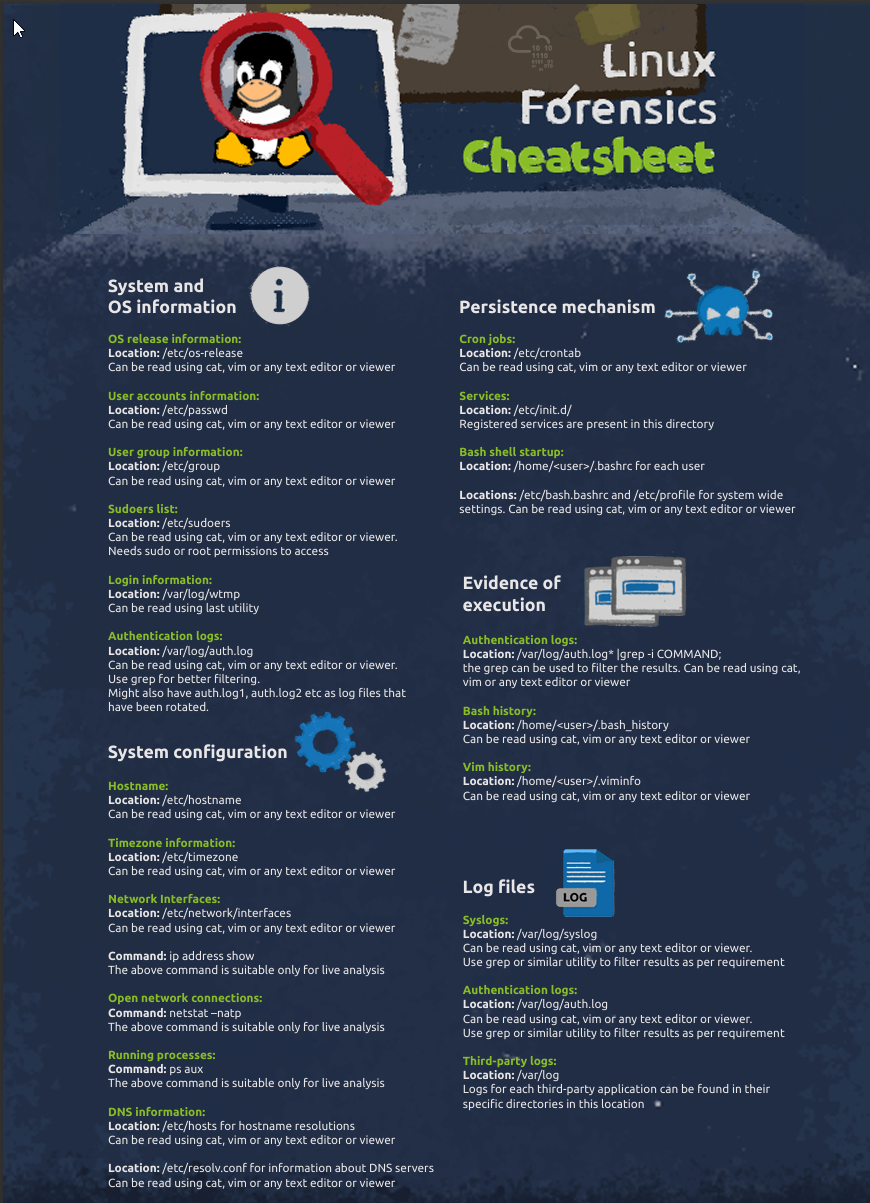 Linux
Forensics
Cheatsheet
System and
OS information
OS release information:
Location: /etc/os-release
Can be read using cat, vim or any text editor or viewer
User accounts information:
Location: /etc/passwd
Can be read using cat, vim or any text editor or viewer
User group information:
Location: /etc/group
Can be read using cat, vim or any text editor or viewer
Sudoers list:
Location: /etc/sudoers
Can be read using cat, vim or any text editor or viewer.
Needs sudo or root permissions to access
Login information:
Location: /var/log/wtmp
Can be read using last utility
Authentication logs:
Location: /var/log/auth.log
Can be read using cat, vim or any text editor or viewer.
Use grep for better filtering.
Might also have auth.log1, auth.log2 etc as log files that
have been rotated.
System configuration
Hostname:
Location: /etc/hostname
Can be read using cat, vim or any text editor or viewer
Timezone information:
Location: /etc/timezone
Can be read using cat, vim or any text editor or viewer
Network Interfaces:
Location: /etc/network/interfaces
Can be read using cat, vim or any text editor or viewer
Command: ip address show
The above command is suitable only for live analysis
Open network connections:
Command: netstat –natp
The above command is suitable only for live analysis
Running processes:
Command: ps aux
The above command is suitable only for live analysis
DNS information:
Location: /etc/hosts for hostname resolutions
Can be read using cat, vim or any text editor or viewer
Location: /etc/resolv.conf for information about DNS servers
Can be read using cat, vim or any text editor or viewer
Persistence mechanism
Cron jobs:
Location: /etc/crontab
Can be read using cat, vim or any text editor or viewer
Services:
Location: /etc/init.d/
Registered services are present in this directory
Bash shell startup:
Location: /home/<user>/.bashrc for each user
Locations: /etc/bash.bashrc and /etc/profile for system wide
settings. Can be read using cat, vim or any text editor or viewer
Evidence of
execution
Authentication logs:
Location: /var/log/auth.log* |grep -i COMMAND;
the grep can be used to filter the results. Can be read using cat,
vim or any text editor or viewer
Bash history:
Location: /home/<user>/.bash_history
Can be read using cat, vim or any text editor or viewer
Vim history:
Location: /home/<user>/.viminfo
Can be read using cat, vim or any text editor or viewer
Log files
LOG
Syslogs:
Location: /var/log/syslog
Can be read using cat, vim or any text editor or viewer.
Use grep or similar utility to filter results as per requirement
Authentication logs:
Location: /var/log/auth.log
Can be read using cat, vim or any text editor or viewer.
Use grep or similar utility to filter results as per requirement
Third-party logs:
Location: /var/log
Logs for each third-party application can be found in their
specific directories in this location